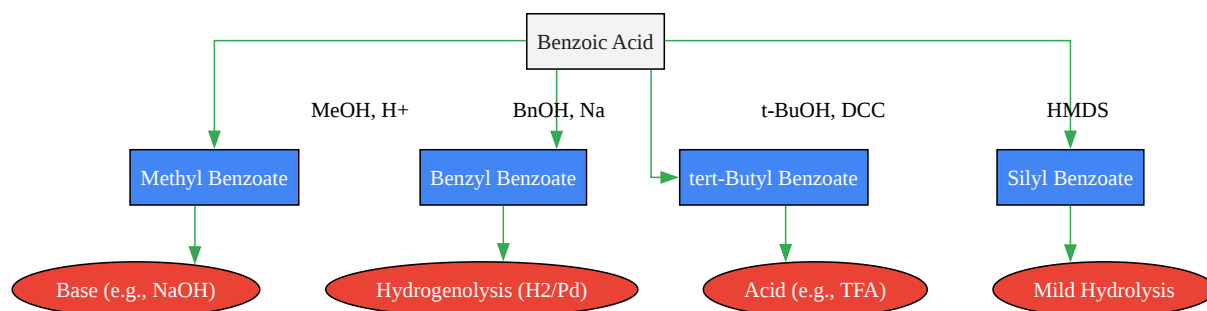 Benzoic Acid
MeOH, H+
BnOH, Na
t-BuOH, DCC
HMDS
Methyl Benzoate
Benzyl Benzoate
tert-Butyl Benzoate
Silyl Benzoate
Base (e.g., NaOH)
Hydrogenolysis (H2/Pd)
Acid (e.g., TFA)
Mild Hydrolysis